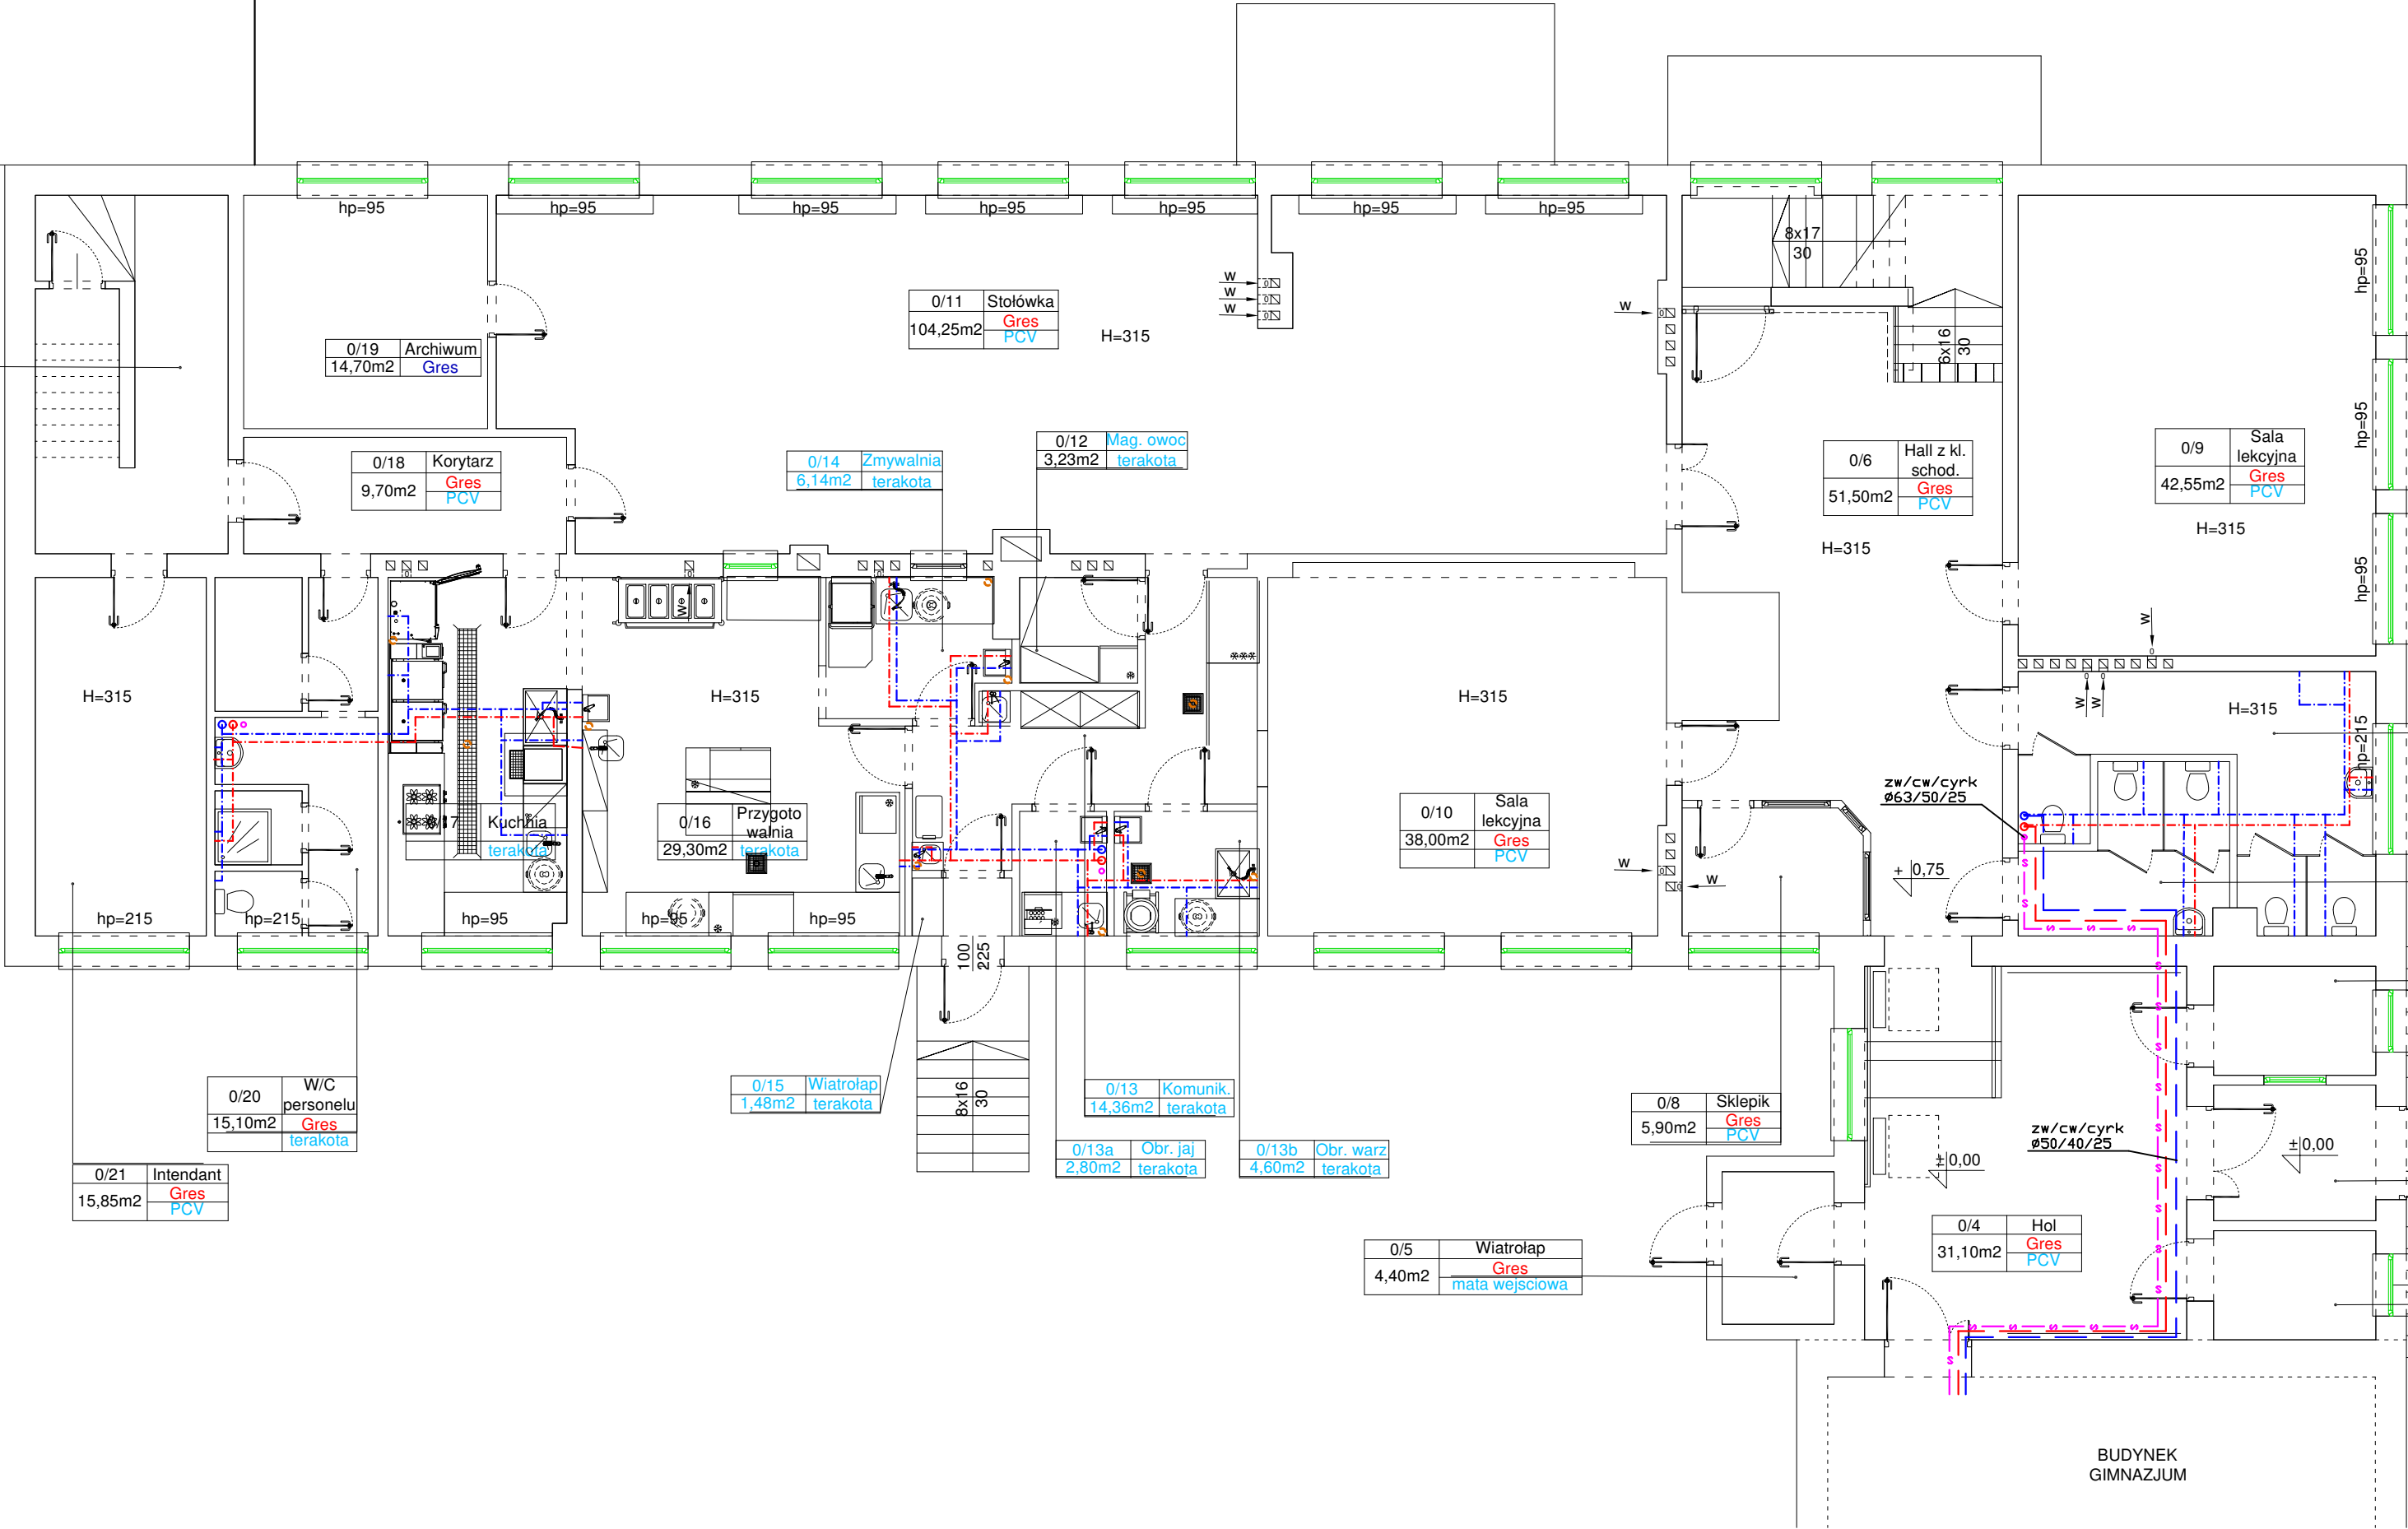 hp=95
hp=95
hp=95
hp=95
hp=95
hp=95
hp=95
8x17
30
hp=95
W
W
W
W
0/11 Stołówka
104,25m2 Gres
PCV
H=315
0/19 Archiwum
14,70m2 Gres
6x16
30
hp=95
0/18 Korytarz
9,70m2 Gres
PCV
0/14 Zmywalnia
6,14m2 terakota
0/12 Mag. owoc
3,23m2 terakota
0/6 Hall z kl.
schod.
51,50m2 Gres
PCV
H=315
0/9 Sala
lekcyjna
42,55m2 Gres
PCV
H=315
hp=95
W
W
W
W
H=315
H=315
H=315
H=315
hp=215
zw/cw/cyrk
Ø63/50/25
Kuchnia
terakota
0/16 Przygoto
walnia
29,30m2 terakota
0/10 Sala
lekcyjna
38,00m2 Gres
PCV
W
W
+0,75
hp=215
hp=215
hp=95
hp=95
hp=95
100
225
S
S
S S S
S
S
S
S
S
S
S
S
S
S S S S S
S
8x16
30
0/20 W/C
personelu
15,10m2 Gres
terakota
0/15 Wiatrołap
1,48m2 terakota
0/13 Komunik.
14,36m2 terakota
0/8 Sklepik
5,90m2 Gres
PCV
zw/cw/cyrk
Ø50/40/25
±0,00
±0,00
0/13a Obr. jaj
2,80m2 terakota
0/13b Obr. warz
4,60m2 terakota
0/21 Intendant
15,85m2 Gres
PCV
0/5 Wiatrołap
4,40m2 Gres
mata wejsciowa
0/4 Hol
31,10m2 Gres
PCV
BUDYNEK
GIMNAZJUM